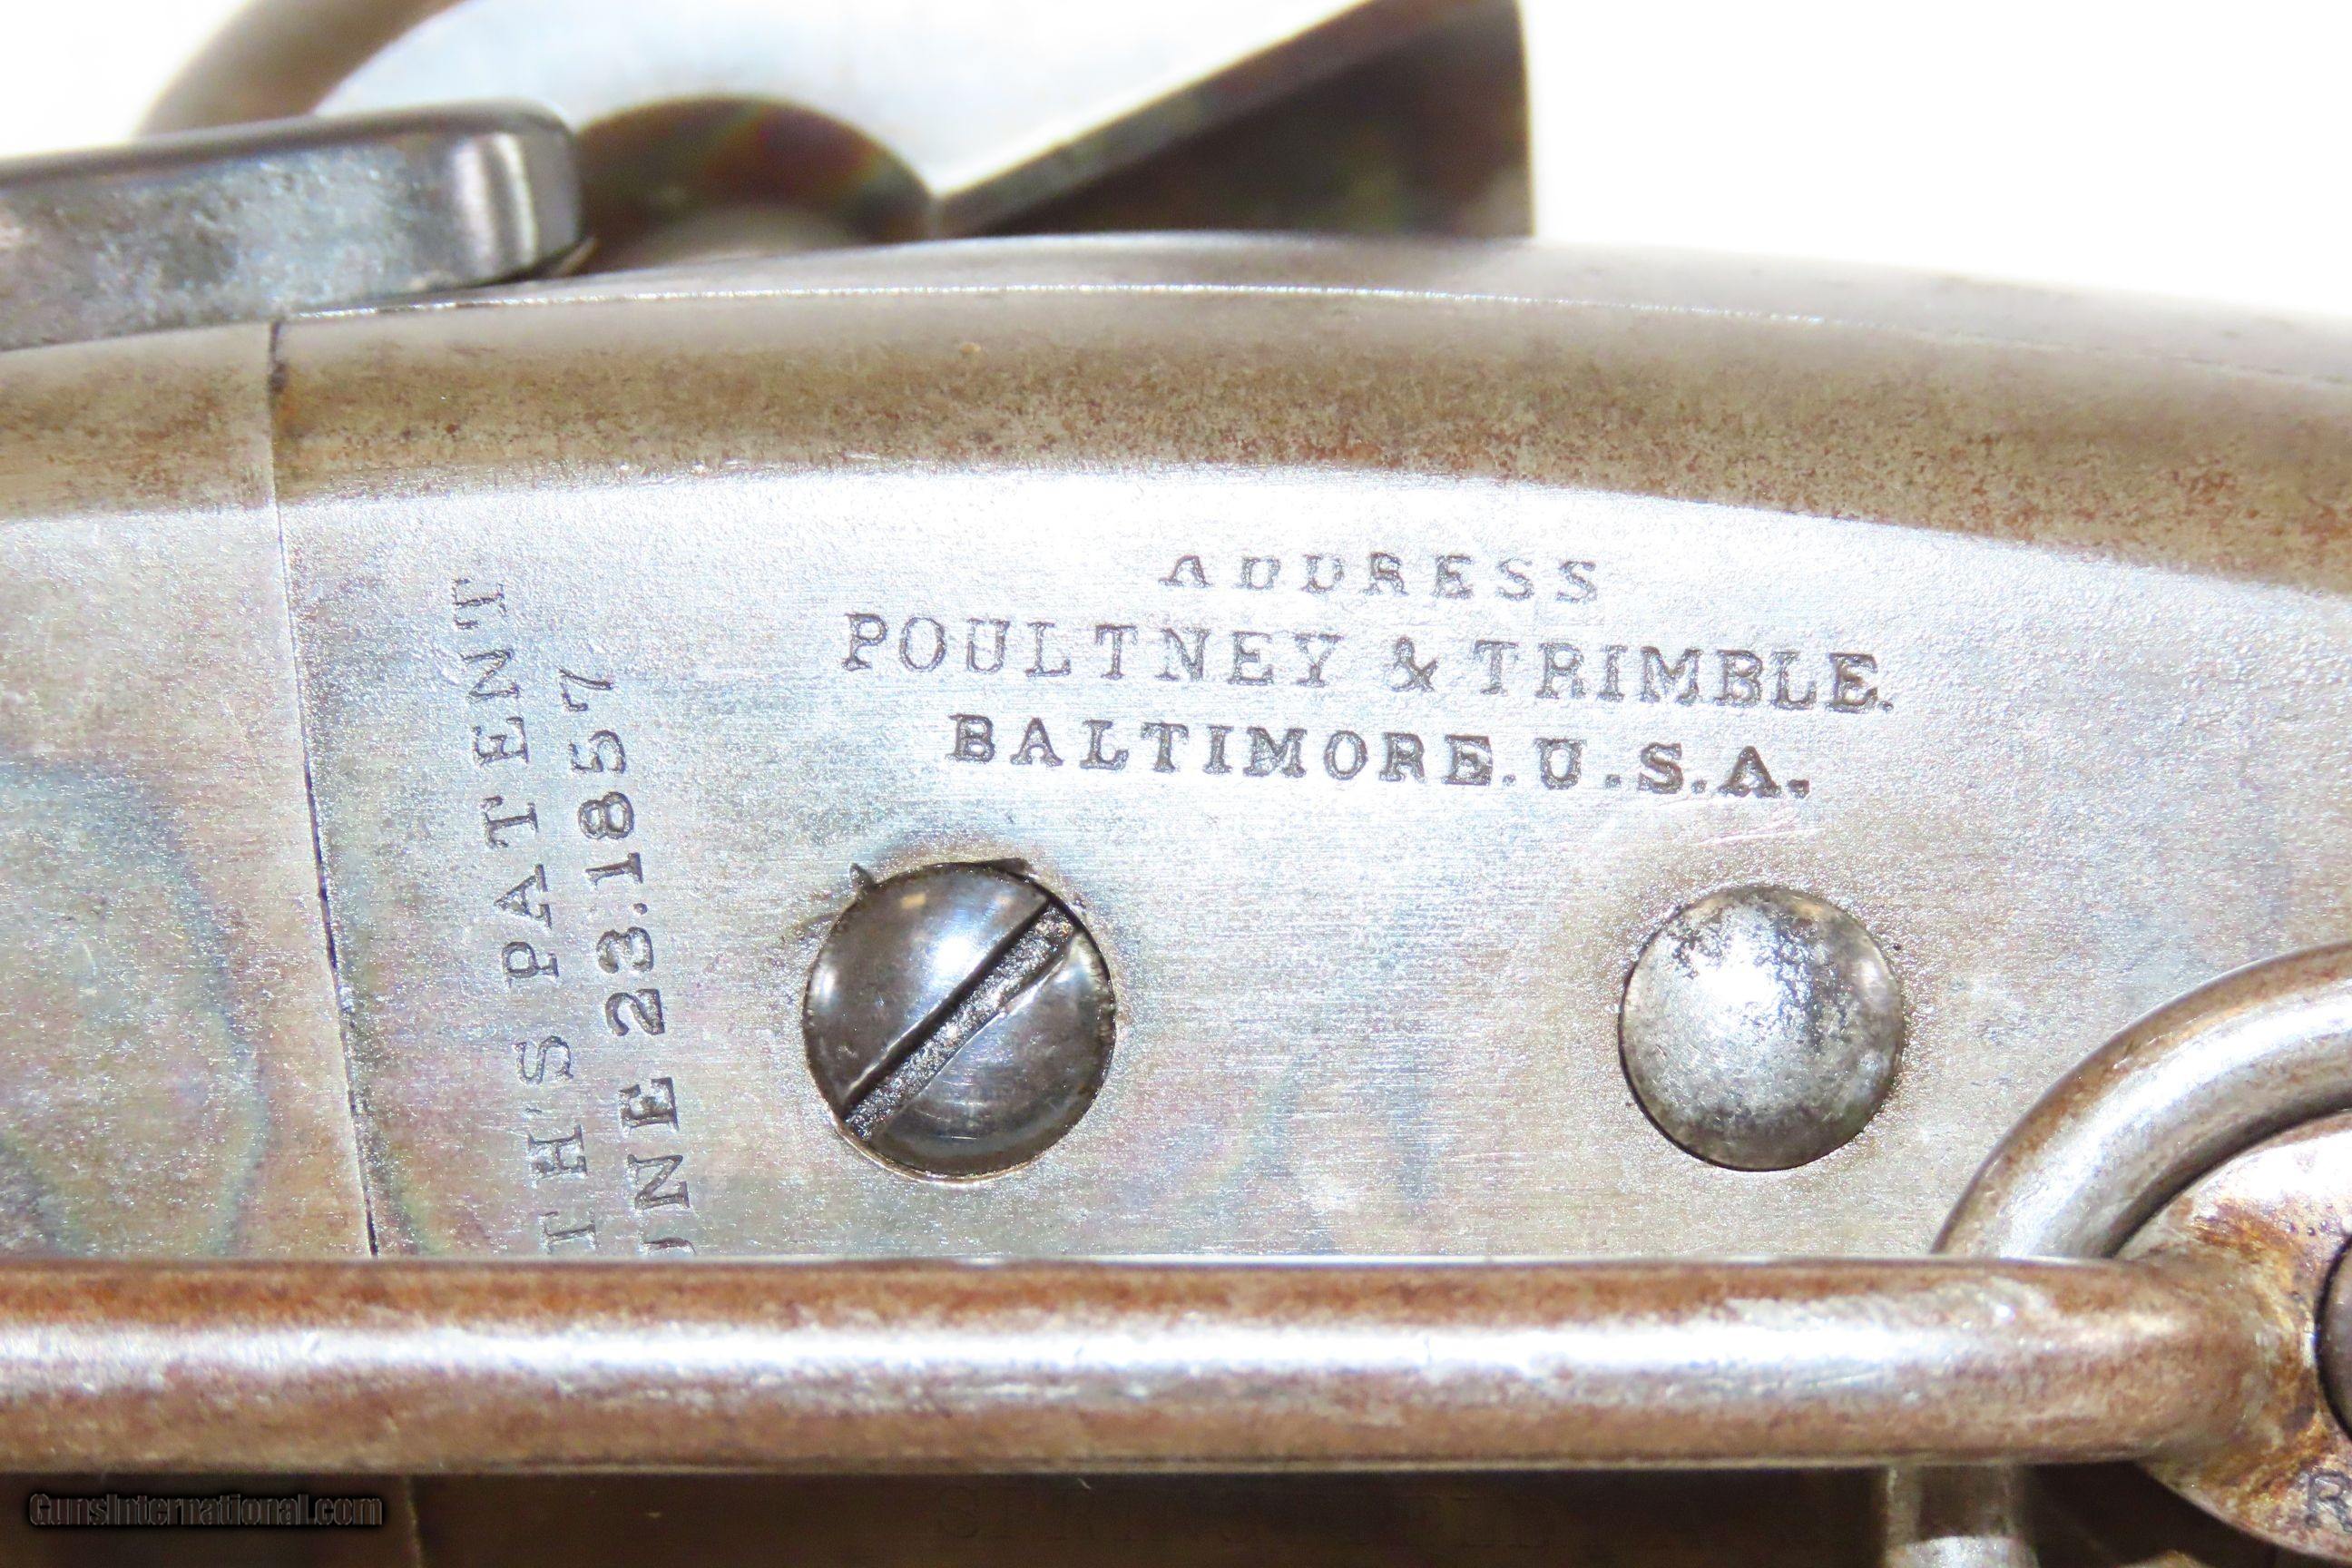 ADDRESS
POULTNEY & TRIMBLE.
BALTIMORE.U.S.A.
TH'S PATENT
NE 23.1857
GunsInternational.com